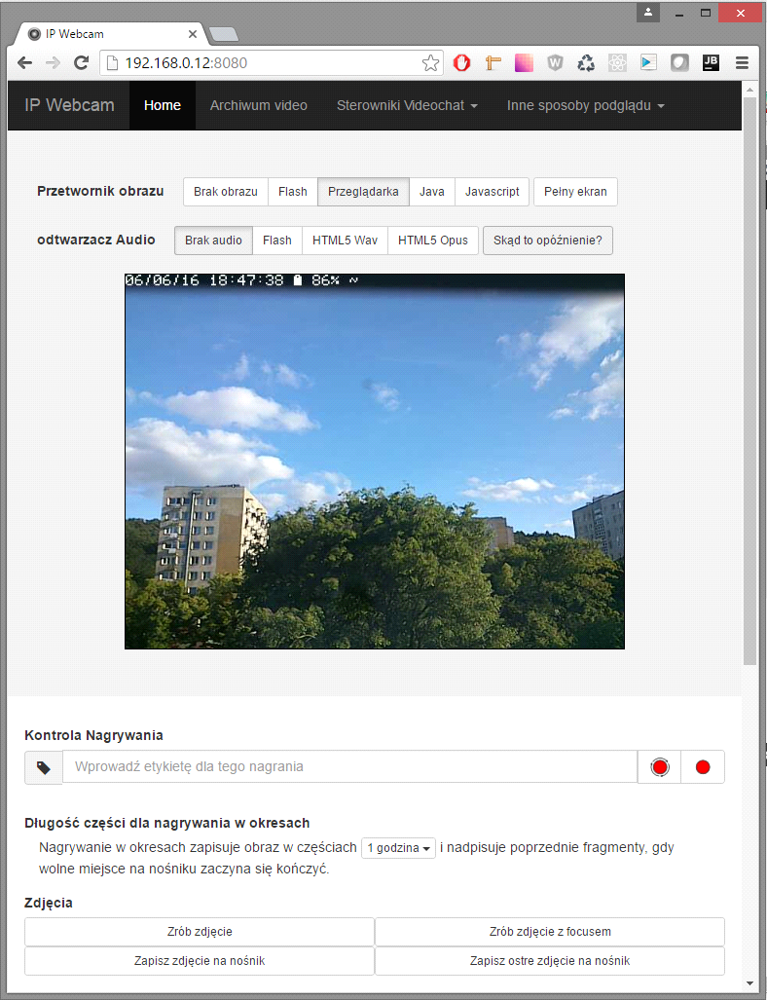 IP Webcam
192.168.0.12:8080
W
JB
IP Webcam Home Archiwum video Sterowniki Videochat Inne sposoby podglądu
Przetwornik obrazu Brak obrazu Flash Przeglądarka Java Javascript Pełny ekran
odtwarzacz Audio Brak audio Flash HTML5 Wav HTML5 Opus Skąd to opóźnienie?
06/06/16 18:47:38 86% ~
Kontrola Nagrywania
Wprowadź etykietę dla tego nagrania
Długość części dla nagrywania w okresach
Nagrywanie w okresach zapisuje obraz w częściach 1 godzina i nadpisuje poprzednie fragmenty, gdy
wolne miejsce na nośniku zaczyna się kończyć.
Zdjęcia
Zrób zdjęcie Zrób zdjęcie z focusem
Zapisz zdjęcie na nośnik Zapisz ostre zdjęcie na nośnik